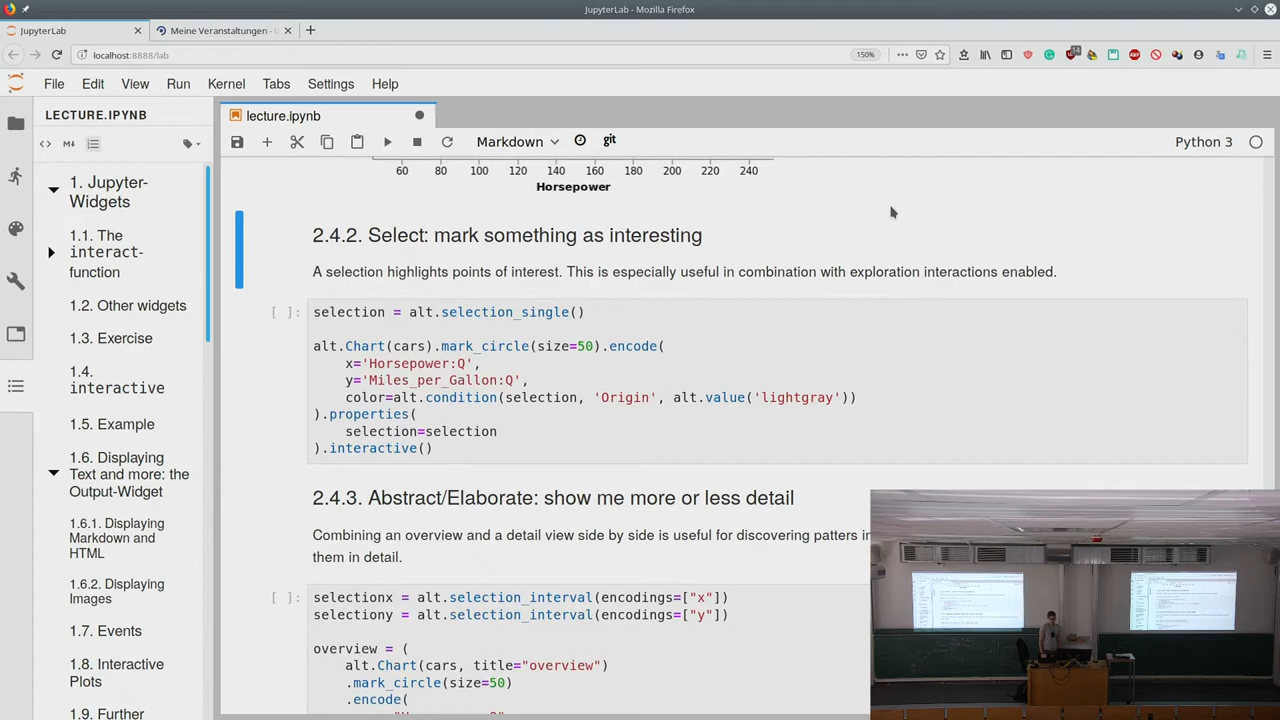 JupyterLab - Mozilla Firefox
JupyterLab
Meine Veranstaltungen -
localhost:8888/lab
150%
14
File Edit View Run Kernel Tabs Settings Help
LECTURE.IPYNB
lecture.ipynb
Markdown
git
Python 3
1. Jupyter-
Widgets
1.1. The
interact-
function
1.2. Other widgets
1.3. Exercise
1.4.
interactive
1.5. Example
1.6. Displaying
Text and more: the
Output-Widget
1.6.1. Displaying
Markdown and
HTML
1.6.2. Displaying
Images
1.7. Events
1.8. Interactive
Plots
1.9. Further
60 80 100 120 140 160 180 200 220 240
Horsepower
2.4.2. Select: mark something as interesting
A selection highlights points of interest. This is especially useful in combination with exploration interactions enabled.
[ ]:
selection = alt.selection_single()
alt.Chart(cars).mark_circle(size=50).encode(
x='Horsepower:Q',
y='Miles_per_Gallon:Q',
color=alt.condition(selection, 'Origin', alt.value('lightgray'))
).properties(
selection=selection
).interactive()
2.4.3. Abstract/Elaborate: show me more or less detail
Combining an overview and a detail view side by side is useful for discovering patters in
them in detail.
[ ]:
selectionx = alt.selection_interval(encodings=["x"])
selectiony = alt.selection_interval(encodings=["y"])
overview = (
alt.Chart(cars, title="overview")
.mark_circle(size=50)
.encode(